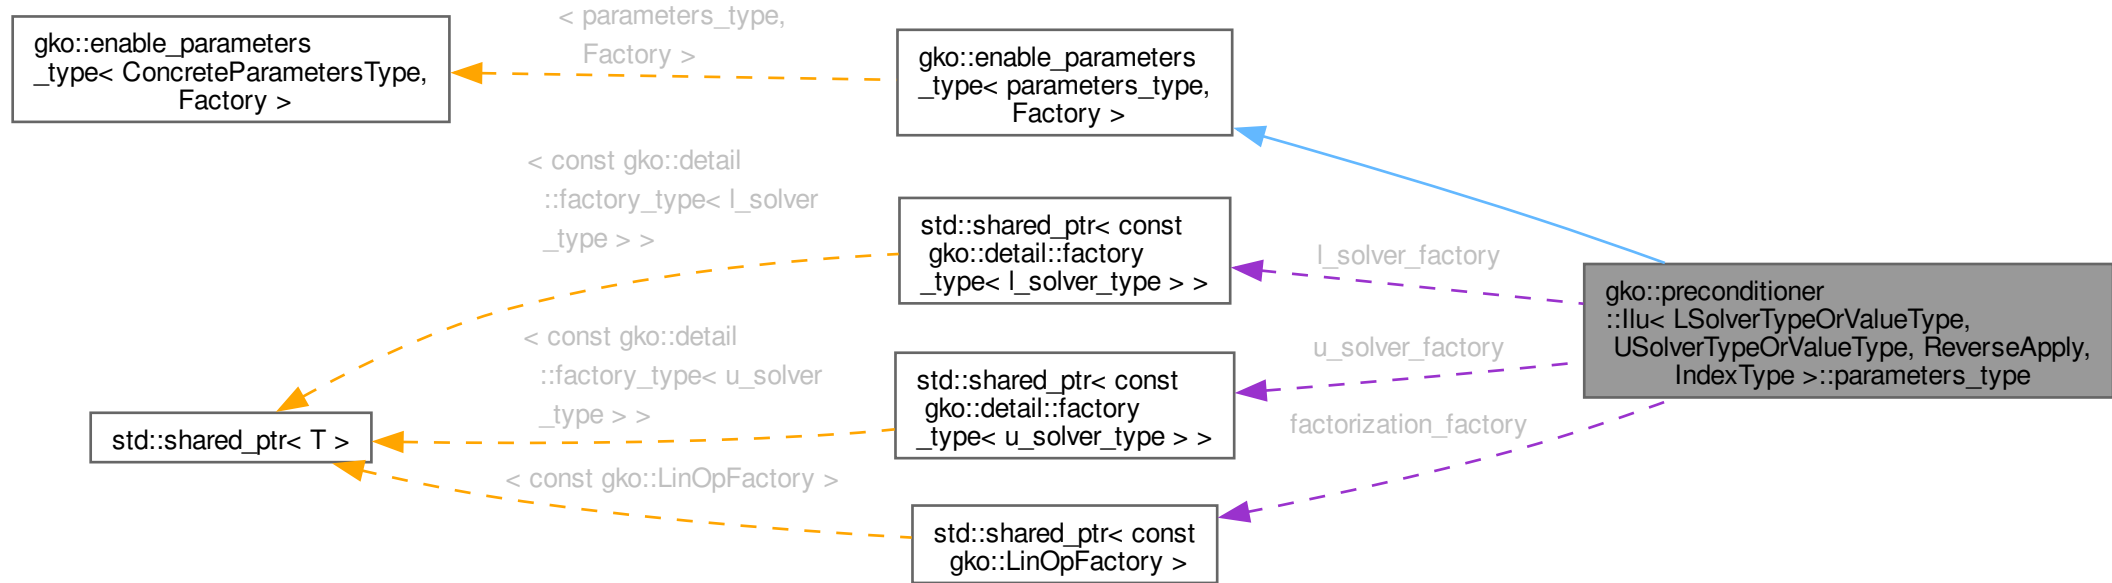 gko::enable_parameters
_type< ConcreteParametersType,
Factory >
< parameters_type,
Factory >
gko::enable_parameters
_type< parameters_type,
Factory >
< const gko::detail
::factory_type< l_solver
_type > >
std::shared_ptr< const
gko::detail::factory
_type< l_solver_type > >
l_solver_factory
gko::preconditioner
::Ilu< LSolverTypeOrValueType,
USolverTypeOrValueType, ReverseApply,
IndexType >::parameters_type
< const gko::detail
::factory_type< u_solver
_type > >
std::shared_ptr< const
gko::detail::factory
_type< u_solver_type > >
u_solver_factory
factorization_factory
std::shared_ptr< T >
< const gko::LinOpFactory >
std::shared_ptr< const
gko::LinOpFactory >